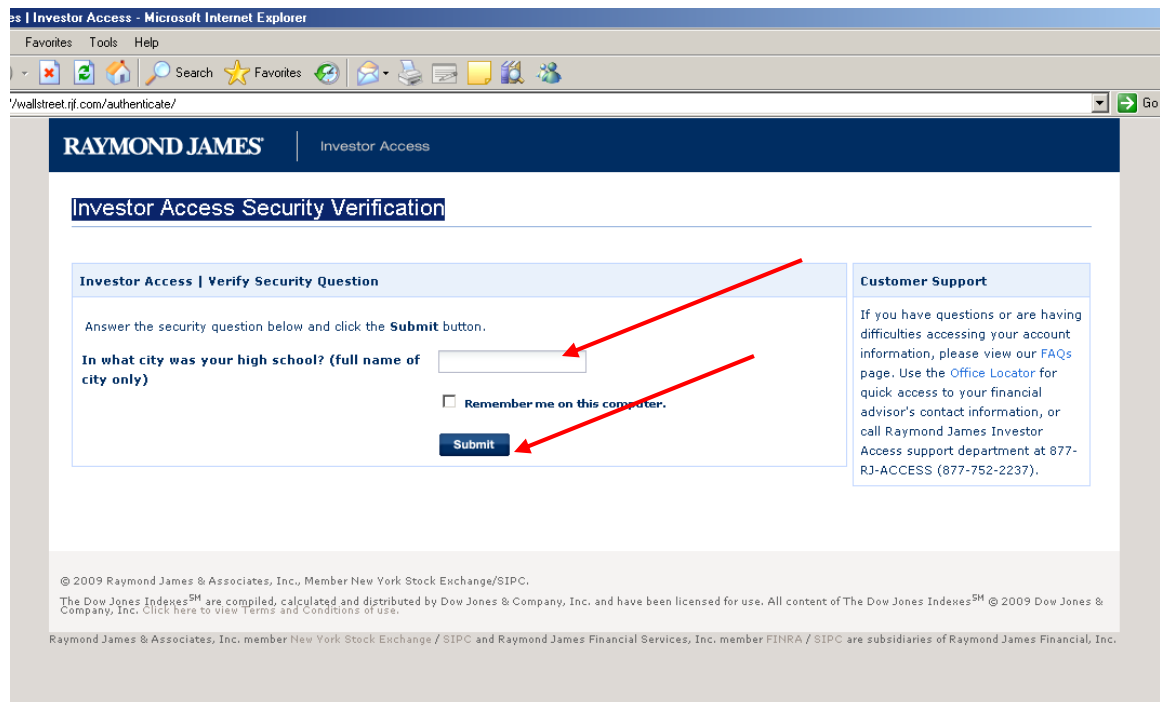 es | Investor Access - Microsoft Internet Explorer
Favorites Tools Help
Search Favorites
/wallstreet.rjf.com/authenticate/ Go
RAYMOND JAMES® Investor Access
Investor Access Security Verification
Investor Access | Verify Security Question
Answer the security question below and click the Submit button.
In what city was your high school? (full name of
city only)
Remember me on this computer.
Submit
Customer Support
If you have questions or are having
difficulties accessing your account
information, please view our FAQs
page. Use the Office Locator for
quick access to your financial
advisor's contact information, or
call Raymond James Investor
Access support department at 877-
RJ-ACCESS (877-752-2237).
© 2009 Raymond James & Associates, Inc., Member New York Stock Exchange/SIPC.
The Dow Jones Indexes℠ are compiled, calculated and distributed by Dow Jones & Company, Inc. and have been licensed for use. All content of The Dow Jones Indexes℠ © 2009 Dow Jones &
Company, Inc. Click here to view Terms and Conditions of use.
Raymond James & Associates, Inc. member New York Stock Exchange / SIPC and Raymond James Financial Services, Inc. member FINRA / SIPC are subsidiaries of Raymond James Financial, Inc.